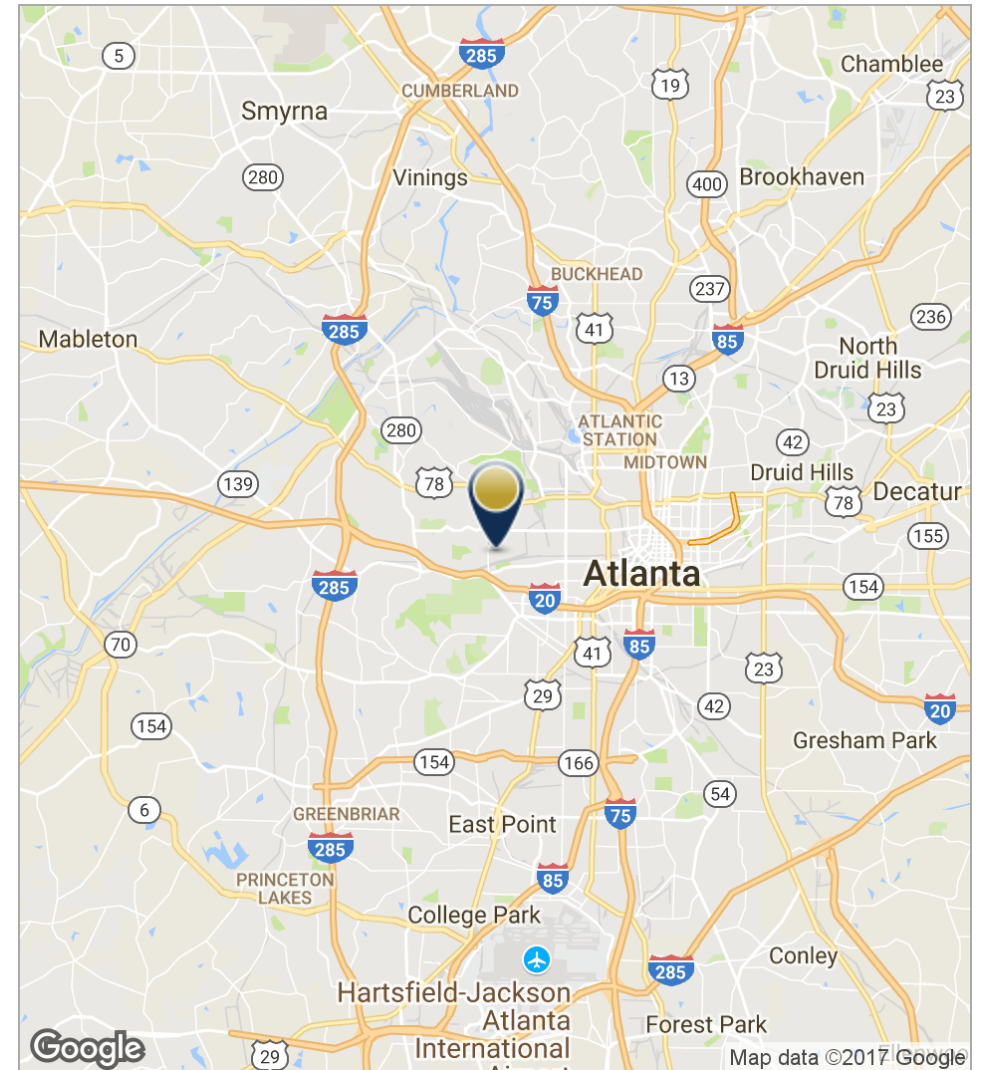 285
5
Chamblee
CUMBERLAND
19
23
Smyrna
280
Vinings
400
Brookhaven
BUCKHEAD
237
75
236
285
41
85
Mableton
North
Druid Hills
13
23
ATLANTIC
STATION
280
42
MIDTOWN
Druid Hills
139
78
Decatur
78
155
Atlanta
285
154
20
70
41
85
23
29
42
20
154
Gresham Park
154
166
54
6
GREENBRIAR
75
East Point
285
85
PRINCETON
LAKES
College Park
Conley
285
Hartsfield-Jackson
Atlanta
International
Forest Park
Google
29
Map data ©2017 Google